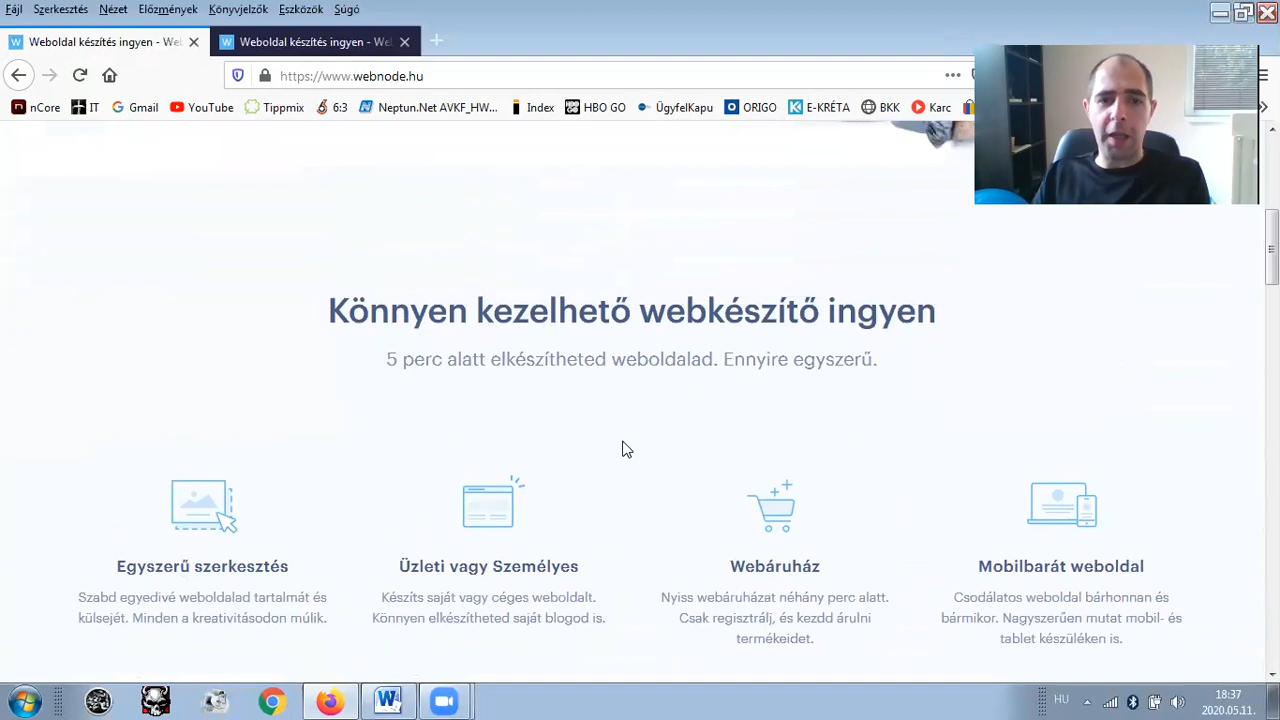 Fájl Szerkesztés Nézet Előzmények Könyvjelzők Eszközök Súgó
Weboldal készítés ingyen - We
Weboldal készítés ingyen - We
https://www.webnode.hu
nCore IT Gmail YouTube Tippmix 6:3 Neptun.Net AVKF_HW... Index HBO GO ÜgyfelKapu ORIGO E-KRÉTA BKK Karc
Könnyen kezelhető webkészítő ingyen
5 perc alatt elkészítheted weboldalad. Ennyire egyszerű.
Egyszerű szerkesztés
Szabd egyedivé weboldalad tartalmát és
külsejét. Minden a kreativitásodon múlik.
Üzleti vagy Személyes
Készíts saját vagy céges weboldalt.
Könnyen elkészítheted saját blogod is.
Webáruház
Nyiss webáruházat néhány perc alatt.
Csak regisztrálj, és kezdd árulni
termékeidet.
Mobilbarát weboldal
Csodálatos weboldal bárhonnan és
bármikor. Nagyszerűen mutat mobil- és
tablet készüléken is.
HU
18:37
2020.05.11.